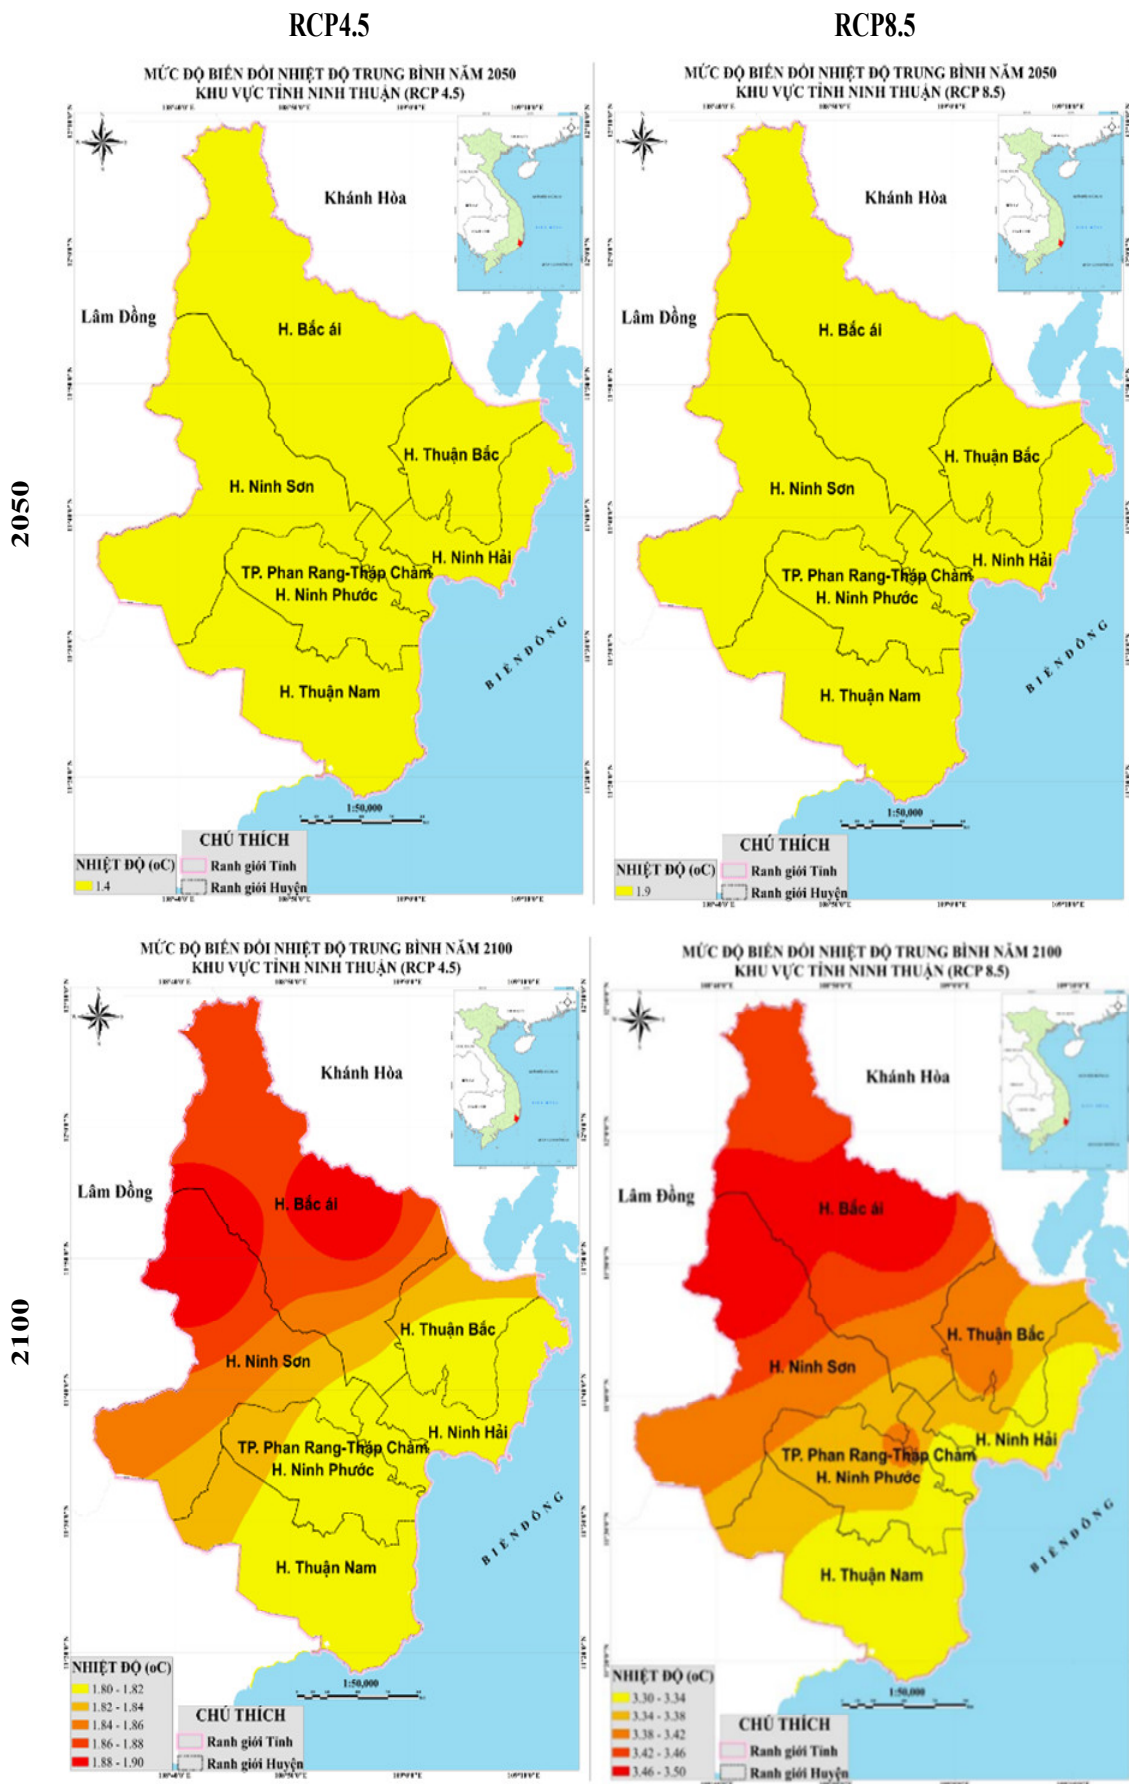 RCP4.5
RCP8.5
2050
MỨC ĐỘ BIẾN ĐỔI NHIỆT ĐỘ TRUNG BÌNH NĂM 2050
KHU VỰC TỈNH NINH THUẬN (RCP 4.5)
Khánh Hòa
Lâm Đồng
H. Bắc ái
H. Thuận Bắc
H. Ninh Sơn
H. Ninh Hải
TP. Phan Rang-Tháp Chàm
H. Ninh Phước
BIỂN ĐÔNG
H. Thuận Nam
1:50,000
CHÚ THÍCH
NHIỆT ĐỘ (oC)
Ranh giới Tỉnh
1.4
Ranh giới Huyện
MỨC ĐỘ BIẾN ĐỔI NHIỆT ĐỘ TRUNG BÌNH NĂM 2050
KHU VỰC TỈNH NINH THUẬN (RCP 8.5)
Khánh Hòa
Lâm Đồng
H. Bắc ái
H. Thuận Bắc
H. Ninh Sơn
H. Ninh Hải
TP. Phan Rang-Tháp Chàm
H. Ninh Phước
BIỂN ĐÔNG
H. Thuận Nam
1:50,000
CHÚ THÍCH
NHIỆT ĐỘ (oC)
Ranh giới Tỉnh
1.9
Ranh giới Huyện
2100
MỨC ĐỘ BIẾN ĐỔI NHIỆT ĐỘ TRUNG BÌNH NĂM 2100
KHU VỰC TỈNH NINH THUẬN (RCP 4.5)
Khánh Hòa
Lâm Đồng
H. Bắc ái
H. Thuận Bắc
H. Ninh Sơn
H. Ninh Hải
TP. Phan Rang-Tháp Chàm
H. Ninh Phước
BIỂN ĐÔNG
H. Thuận Nam
NHIỆT ĐỘ (oC)
1.80 - 1.82
1.82 - 1.84
1.84 - 1.86
1.86 - 1.88
1.88 - 1.90
1:50,000
CHÚ THÍCH
Ranh giới Tỉnh
Ranh giới Huyện
MỨC ĐỘ BIẾN ĐỔI NHIỆT ĐỘ TRUNG BÌNH NĂM 2100
KHU VỰC TỈNH NINH THUẬN (RCP 8.5)
Khánh Hòa
Lâm Đồng
H. Bắc ái
H. Thuận Bắc
H. Ninh Sơn
H. Ninh Hải
TP. Phan Rang-Tháp Chàm
H. Ninh Phước
BIỂN ĐÔNG
H. Thuận Nam
NHIỆT ĐỘ (oC)
3.30 - 3.34
3.34 - 3.38
3.38 - 3.42
3.42 - 3.46
3.46 - 3.50
1:50,000
CHÚ THÍCH
Ranh giới Tỉnh
Ranh giới Huyện